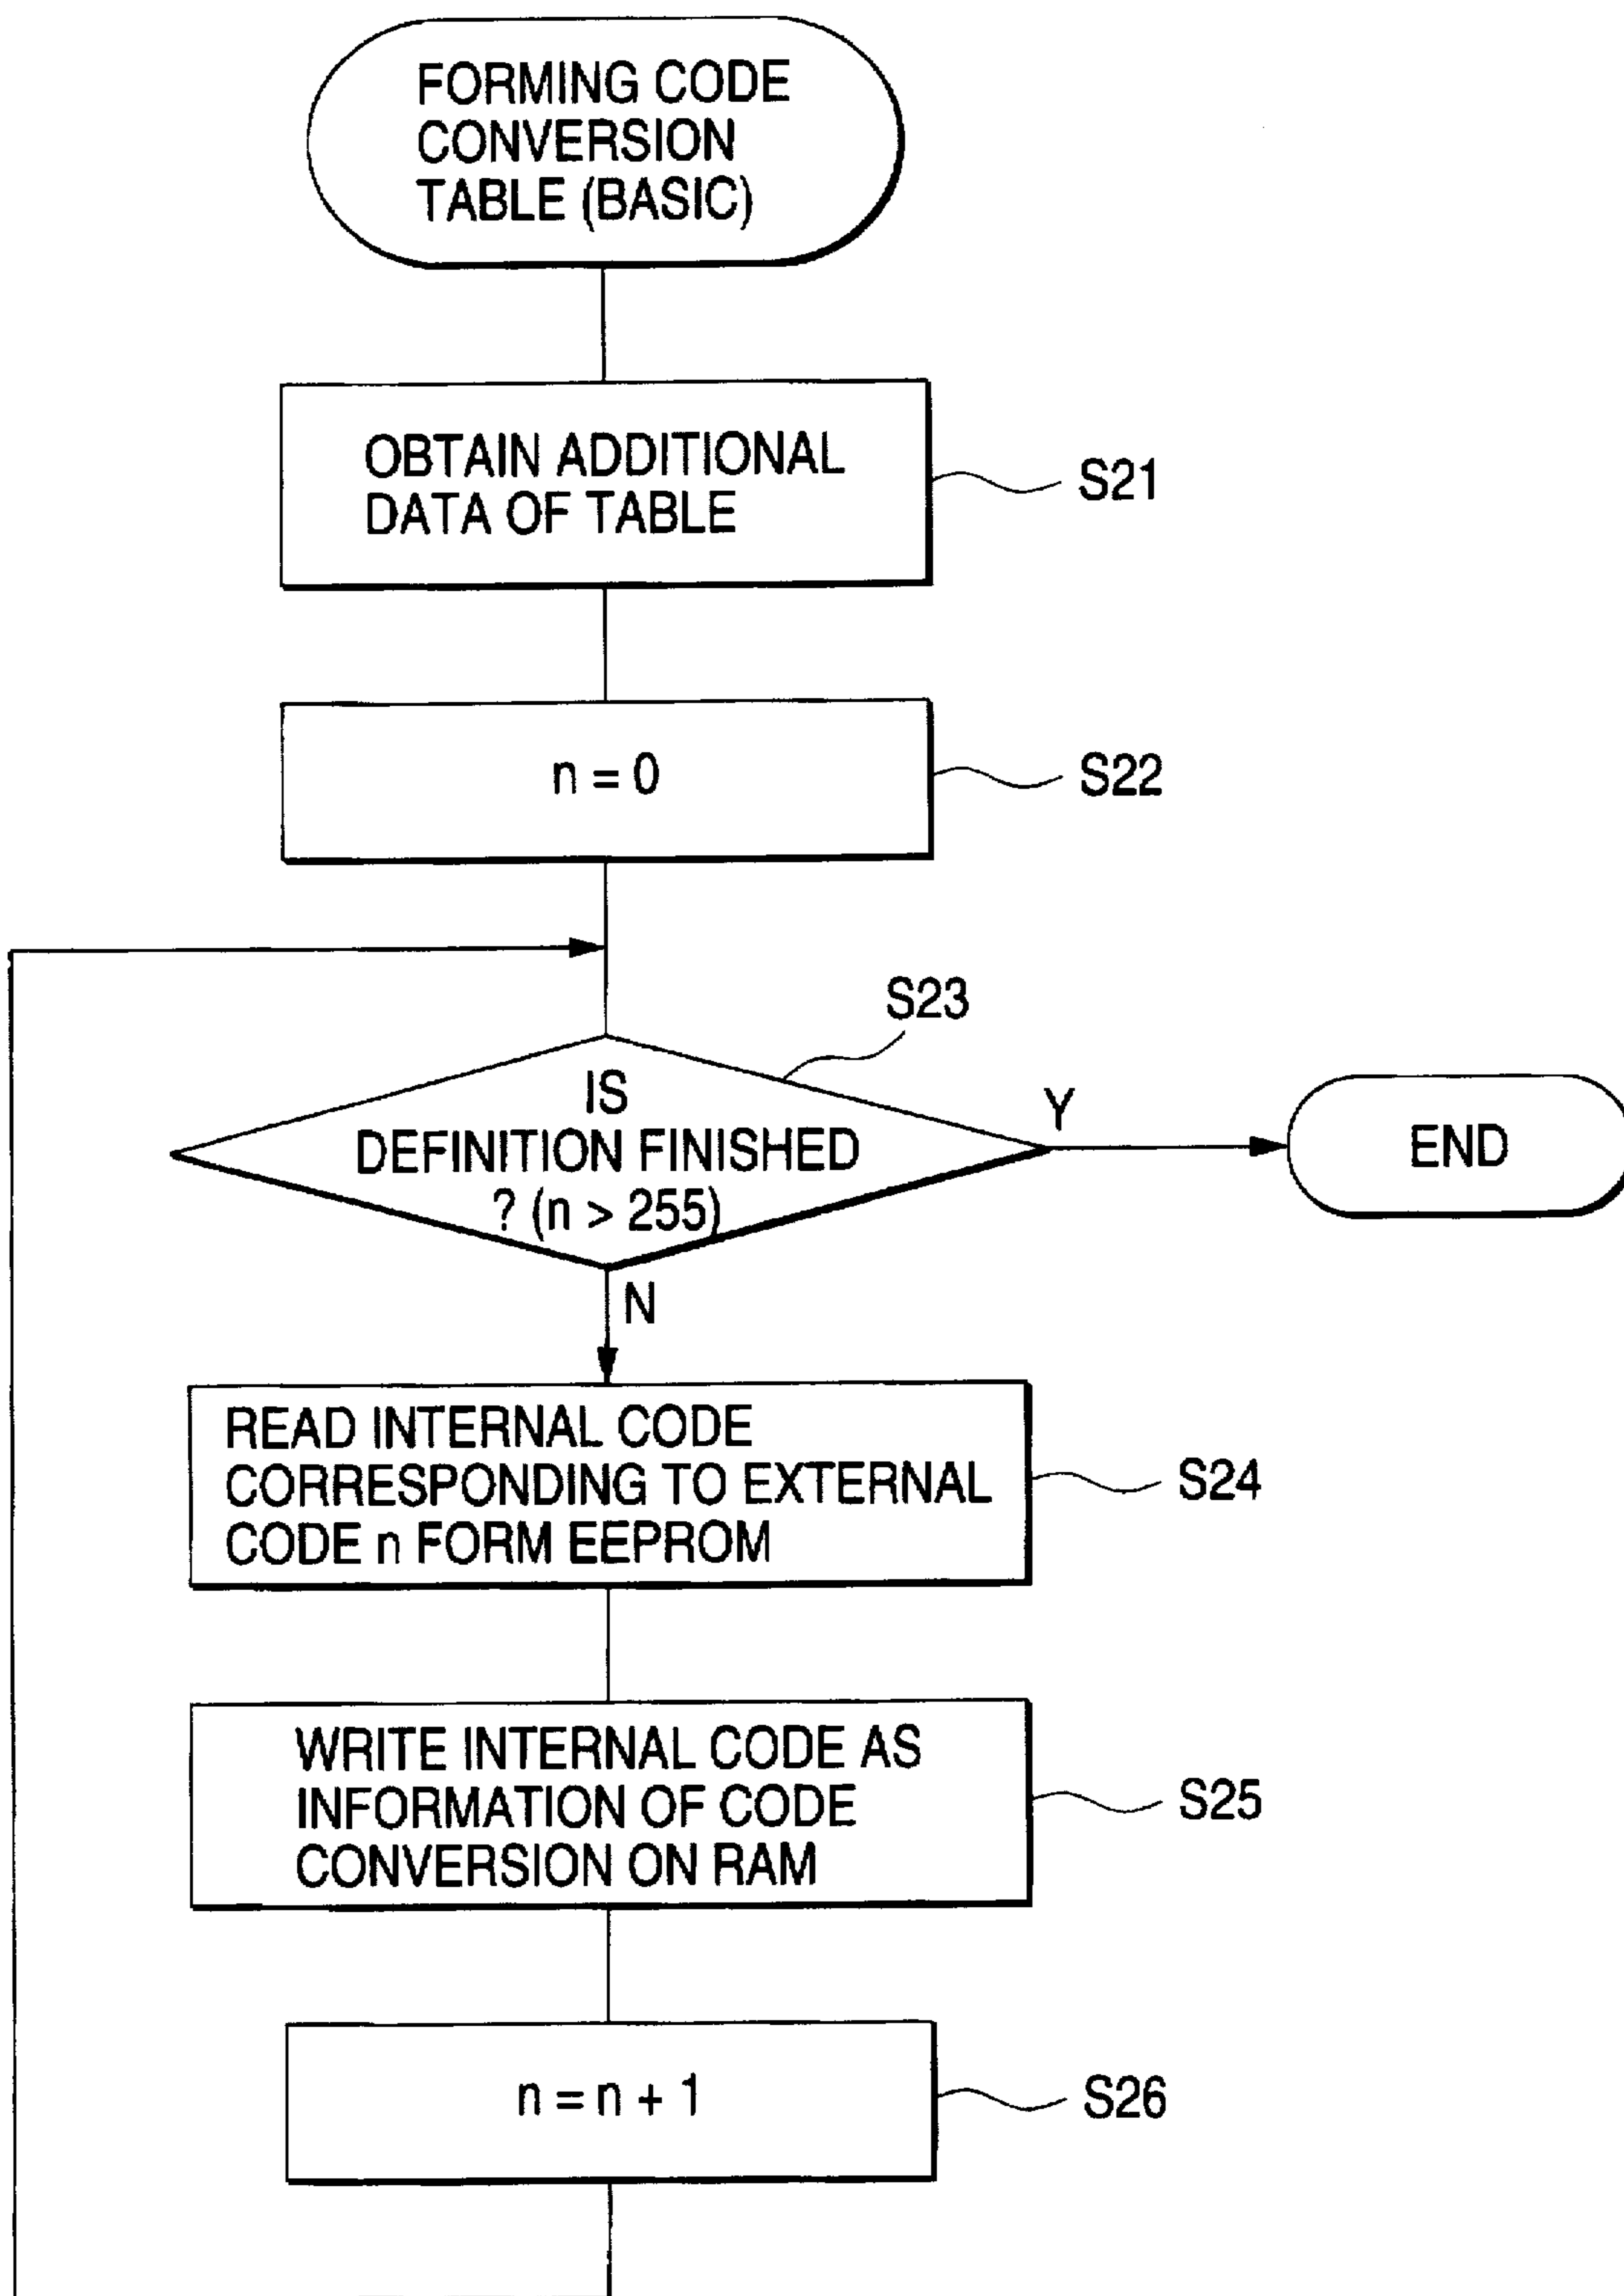 FORMING CODE
CONVERSION
TABLE (BASIC)
OBTAIN ADDITIONAL
DATA OF TABLE
S21
n = 0
S22
S23
IS
DEFINITION FINISHED
? (n > 255)
Y
END
N
READ INTERNAL CODE
CORRESPONDING TO EXTERNAL
CODE n FORM EEPROM
S24
WRITE INTERNAL CODE AS
INFORMATION OF CODE
CONVERSION ON RAM
S25
n = n + 1
S26